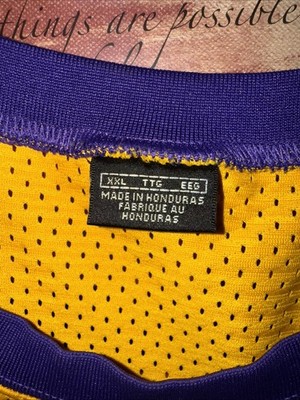 things are possible
XXL TTG EEG
MADE IN HONDURAS
FABRIQUE AU
HONDURAS